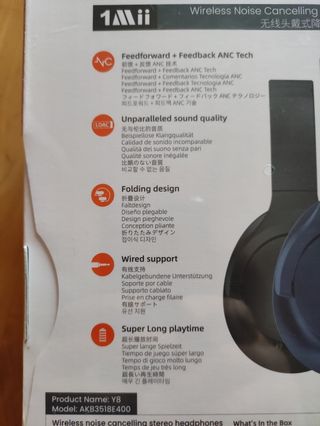 1Mii
Wireless Noise Cancelling
无线头戴式降
ANC
Feedforward + Feedback ANC Tech
前馈 + 反馈 ANC 技术
Feedforward + Feedback ANC Tech
Feedforward + Comentarios Tecnología ANC
Feedforward + Feedback Tecnologia ANC
Feedforward + Feedback ANC Tech
フィードフォワード + フィードバック ANC テクノロジー
피드포워드 + 피드백 ANC 기술
LDAC
Unparalleled sound quality
无与伦比的音质
Beispiellose Klangqualität
Calidad de sonido incomparable
Qualità del suono senza pari
Qualité sonore inégalée
比類のない音質
비교할 수 없는 음질
Folding design
折叠设计
Faltdesign
Diseño plegable
Design pieghevole
Conception pliante
折りたたみデザイン
접이식 디자인
Wired support
有线支持
Kabelgebundene Unterstützung
Soporte por cable
Supporto cablato
Prise en charge filaire
有線サポート
유선 지원
Super Long playtime
超长播放时间
Super lange Spielzeit
Tiempo de juego súper largo
Tempo di gioco molto lungo
Temps de jeu très long
超長い再生時間
매우 긴 플레이타임
Product Name: Y8
Model: AKB3518E400
Wireless noise cancelling stereo headphones
What's In the Box